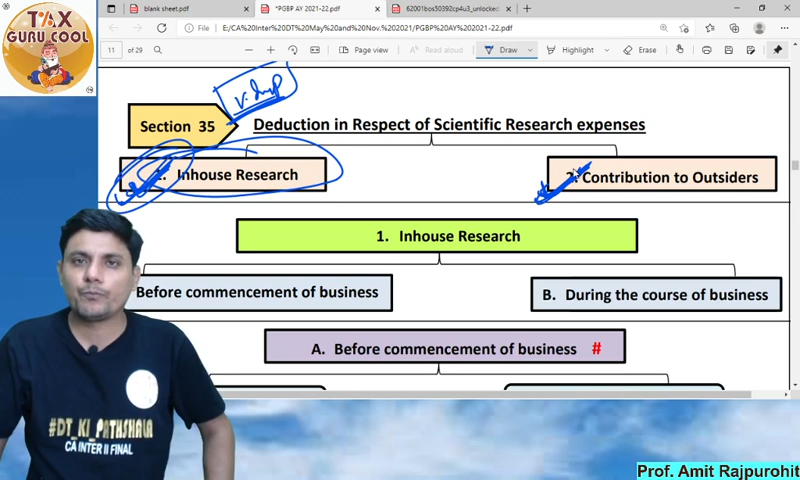 TAX
GURU COOL
blank sheet.pdf
*PGBP AY 2021-22.pdf
62001bos50392cp4u3_unlocked
E:/CA%20Inter%20DT%20May%20and%20Nov.%202021/PGBP%20AY%202021-22.pdf
11 of 29
Page view
Read aloud
Draw
Highlight
Erase
V. Imp
Section 35
Deduction in Respect of Scientific Research expenses
Inhouse Research
2. Contribution to Outsiders
1. Inhouse Research
Before commencement of business
B. During the course of business
A. Before commencement of business #
#DT_KI_PATHSHALA
CA INTER II FINAL
Prof. Amit Rajpurohit